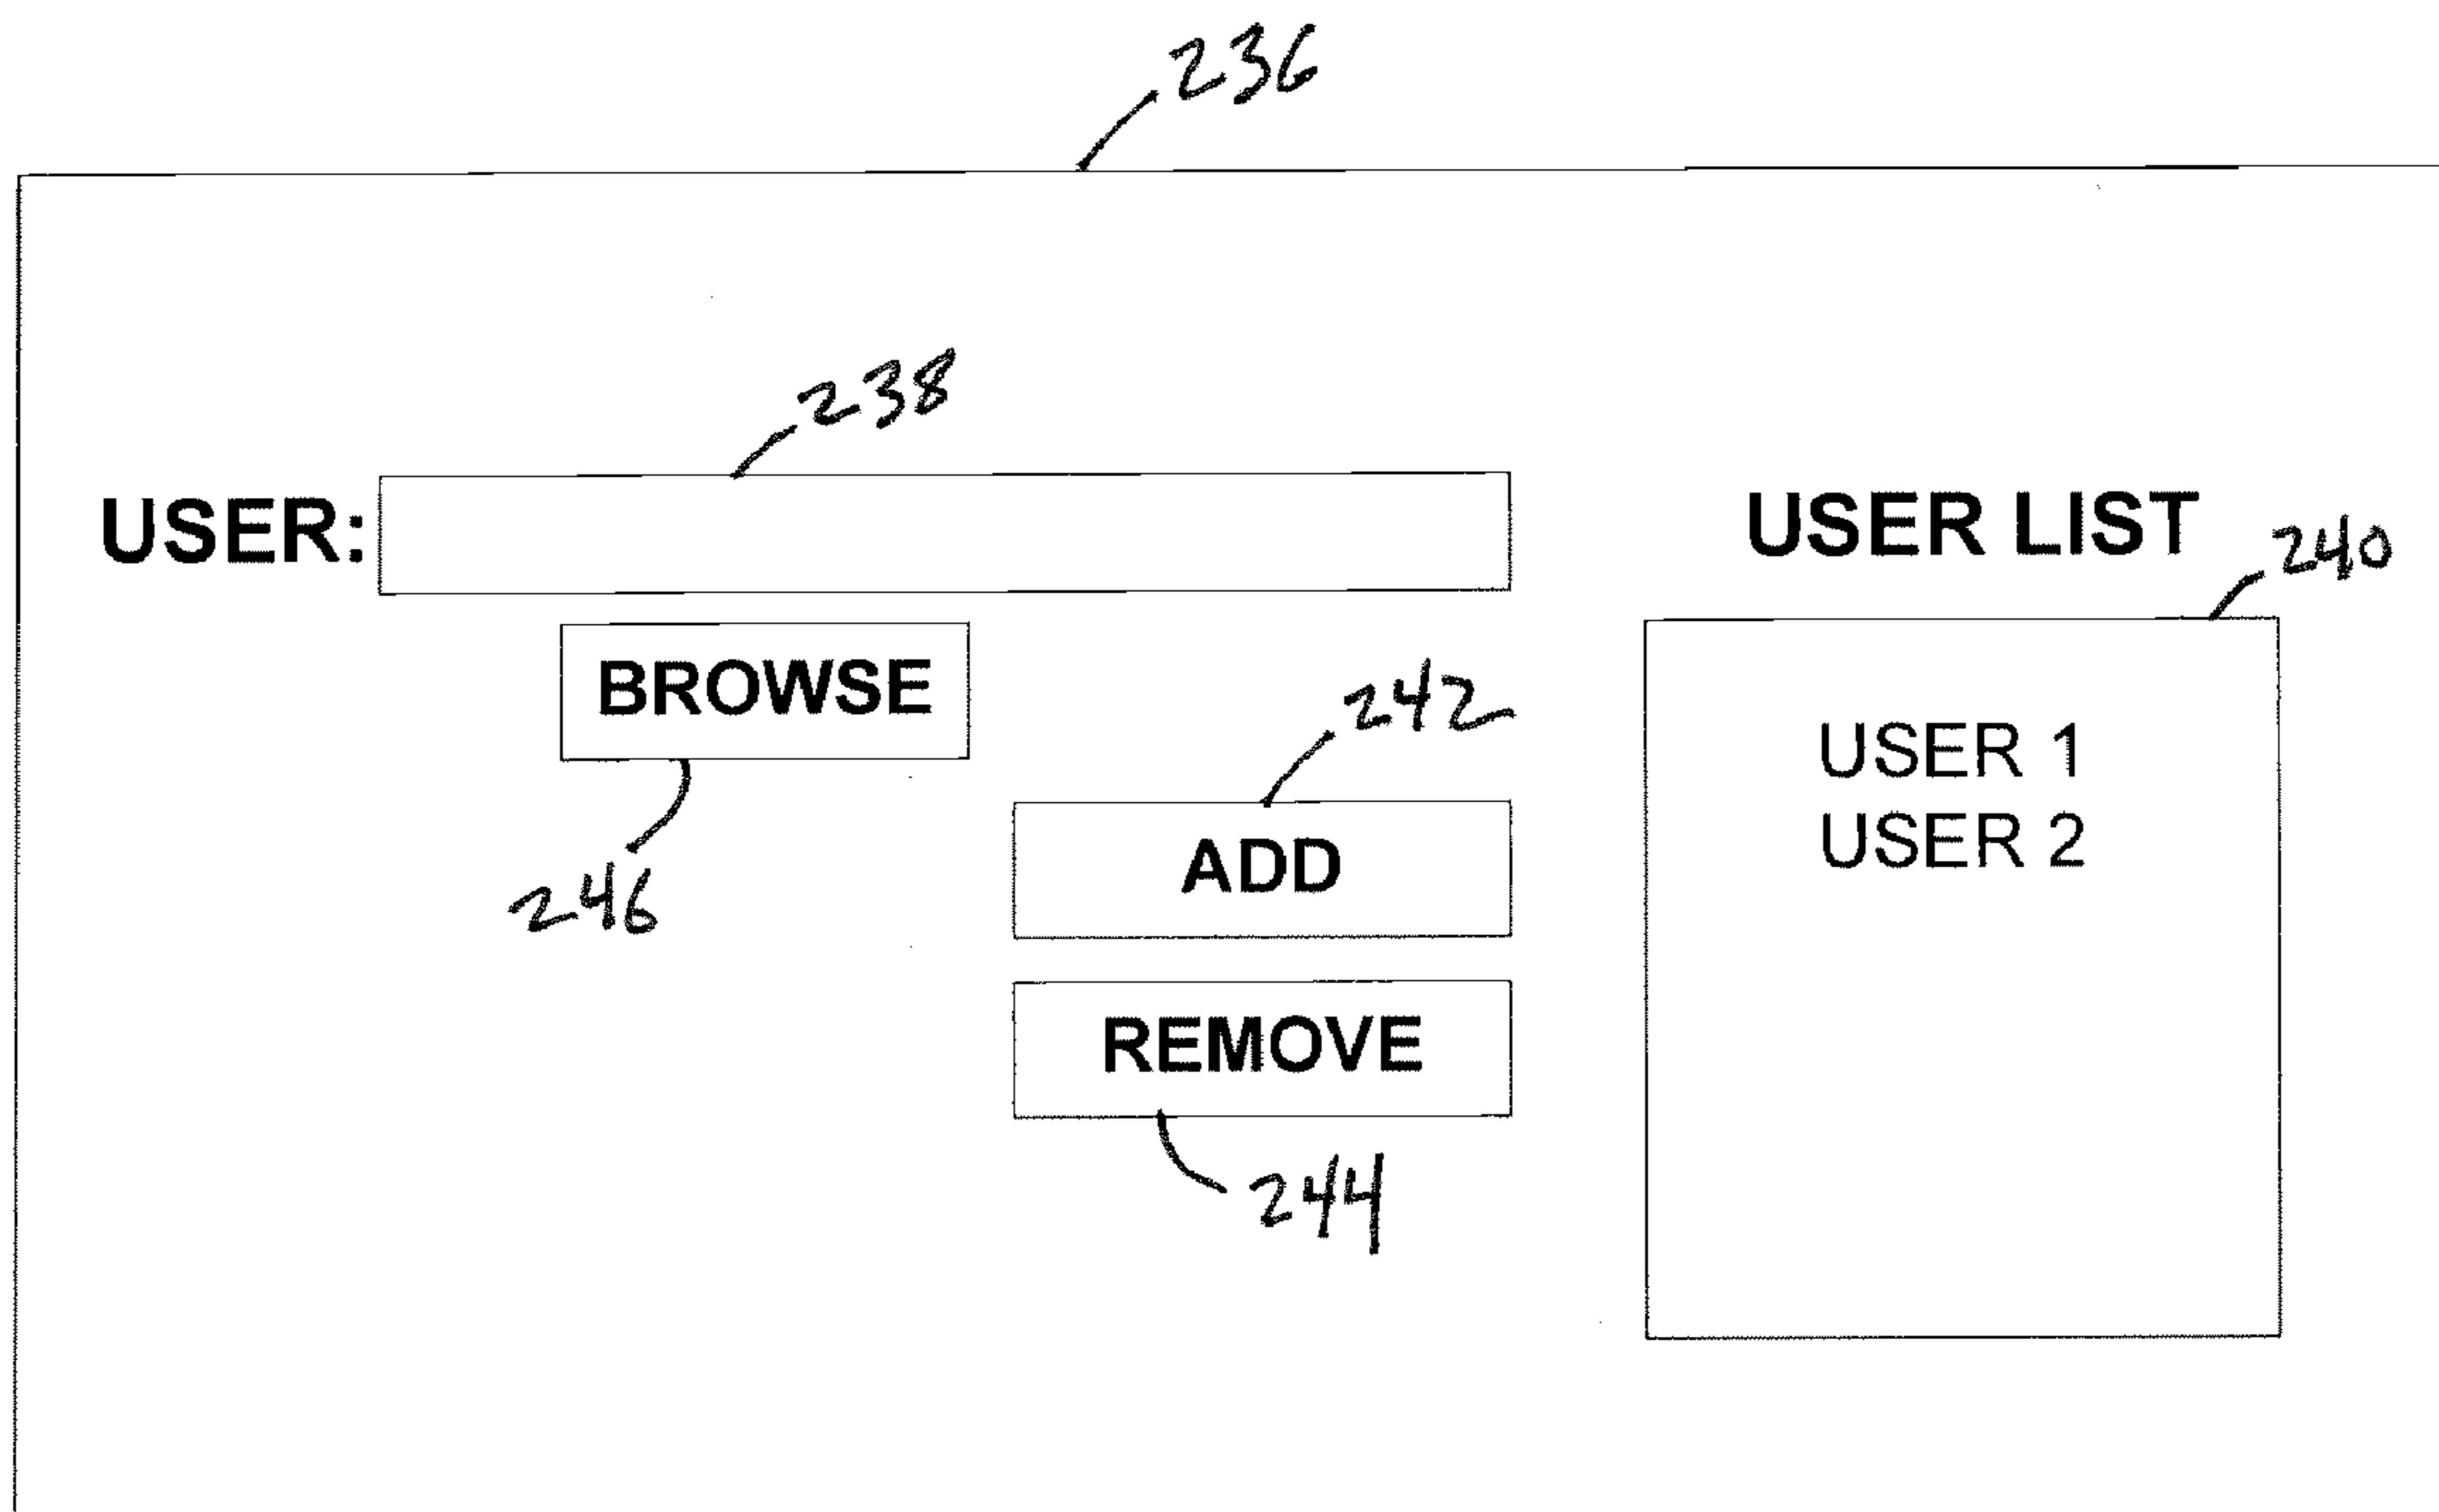 236
238
USER:
USER LIST
240
BROWSE
242
USER 1
ADD
USER 2
246
REMOVE
244